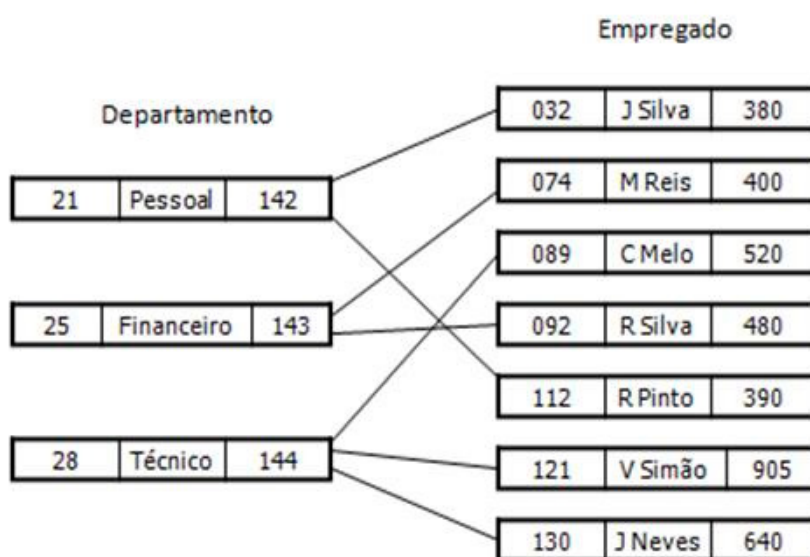 Departamento
21 Pessoal 142
25 Financeiro 143
28 Técnico 144
Empregado
032 J Silva 380
074 M Reis 400
089 C Melo 520
092 R Silva 480
112 R Pinto 390
121 V Simão 905
130 J Neves 640